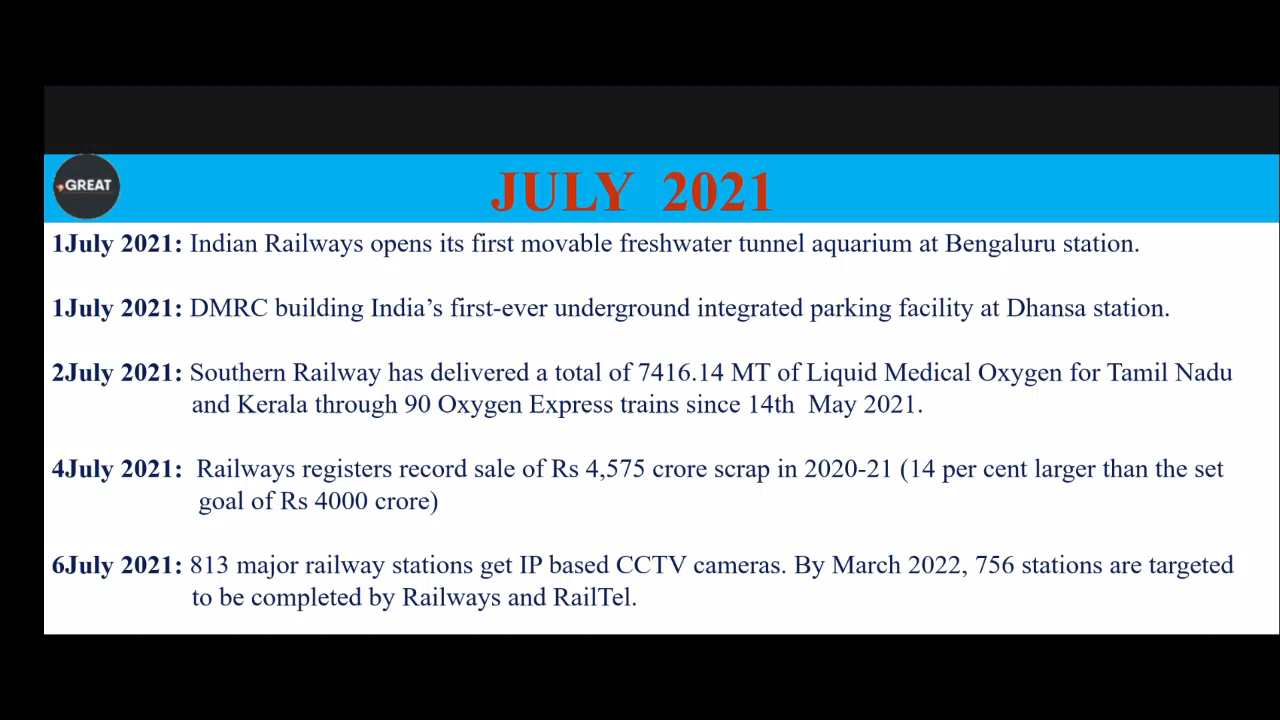 GREAT
JULY 2021
1July 2021: Indian Railways opens its first movable freshwater tunnel aquarium at Bengaluru station.
1July 2021: DMRC building India’s first-ever underground integrated parking facility at Dhansa station.
2July 2021: Southern Railway has delivered a total of 7416.14 MT of Liquid Medical Oxygen for Tamil Nadu
and Kerala through 90 Oxygen Express trains since 14th May 2021.
4July 2021: Railways registers record sale of Rs 4,575 crore scrap in 2020-21 (14 per cent larger than the set
goal of Rs 4000 crore)
6July 2021: 813 major railway stations get IP based CCTV cameras. By March 2022, 756 stations are targeted
to be completed by Railways and RailTel.